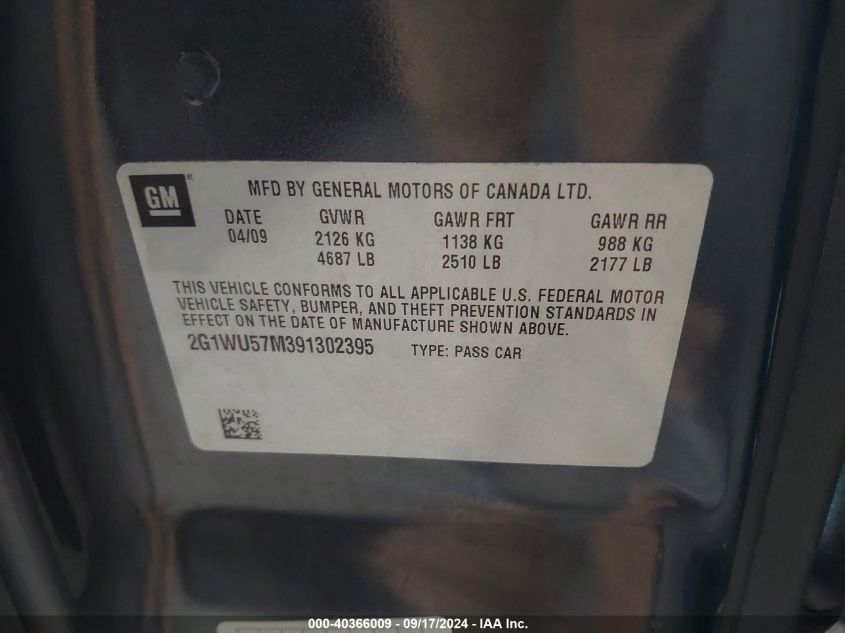 GM ®
MFD BY GENERAL MOTORS OF CANADA LTD.
DATE GVWR GAWR FRT GAWR RR
04/09 2126 KG 1138 KG 988 KG
4687 LB 2510 LB 2177 LB
THIS VEHICLE CONFORMS TO ALL APPLICABLE U.S. FEDERAL MOTOR
VEHICLE SAFETY, BUMPER, AND THEFT PREVENTION STANDARDS IN
EFFECT ON THE DATE OF MANUFACTURE SHOWN ABOVE.
2G1WU57M391302395 TYPE: PASS CAR
000-40366009 - 09/17/2024 - IAA Inc.